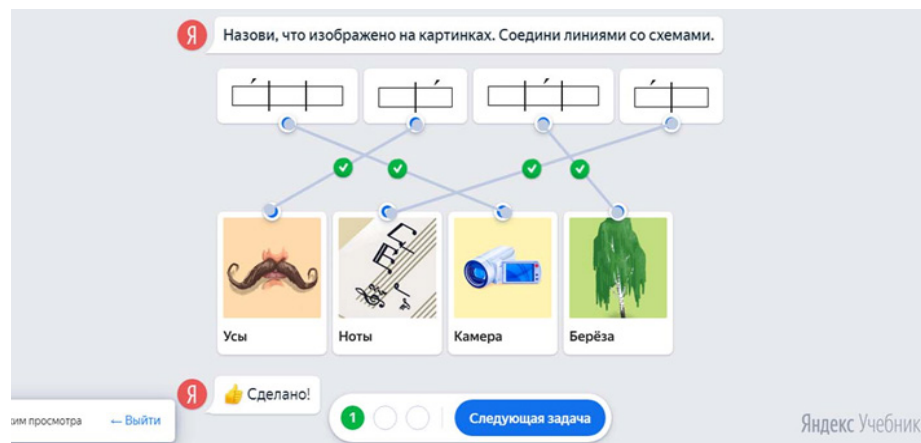 Я Назови, что изображено на картинках. Соедини линиями со схемами.
Усы Ноты Камера Берёза
Я 👍 Сделано!
им просмотра ← Выйти
1 Следующая задача
Яндекс Учебник